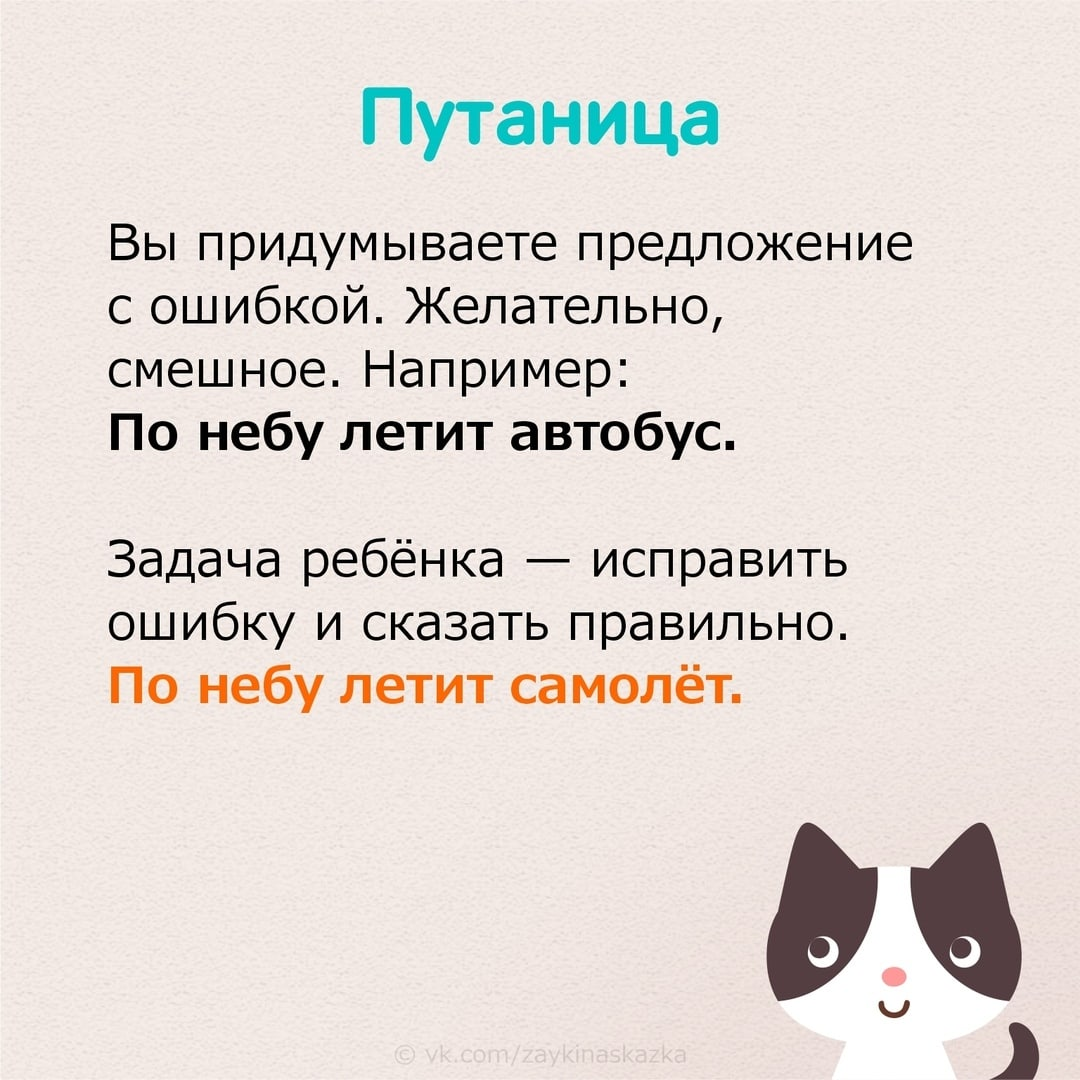 Путаница
Вы придумываете предложение
с ошибкой. Желательно,
смешное. Например:
По небу летит автобус.
Задача ребёнка — исправить
ошибку и сказать правильно.
По небу летит самолёт.
© vk.com/zaykinaskazka